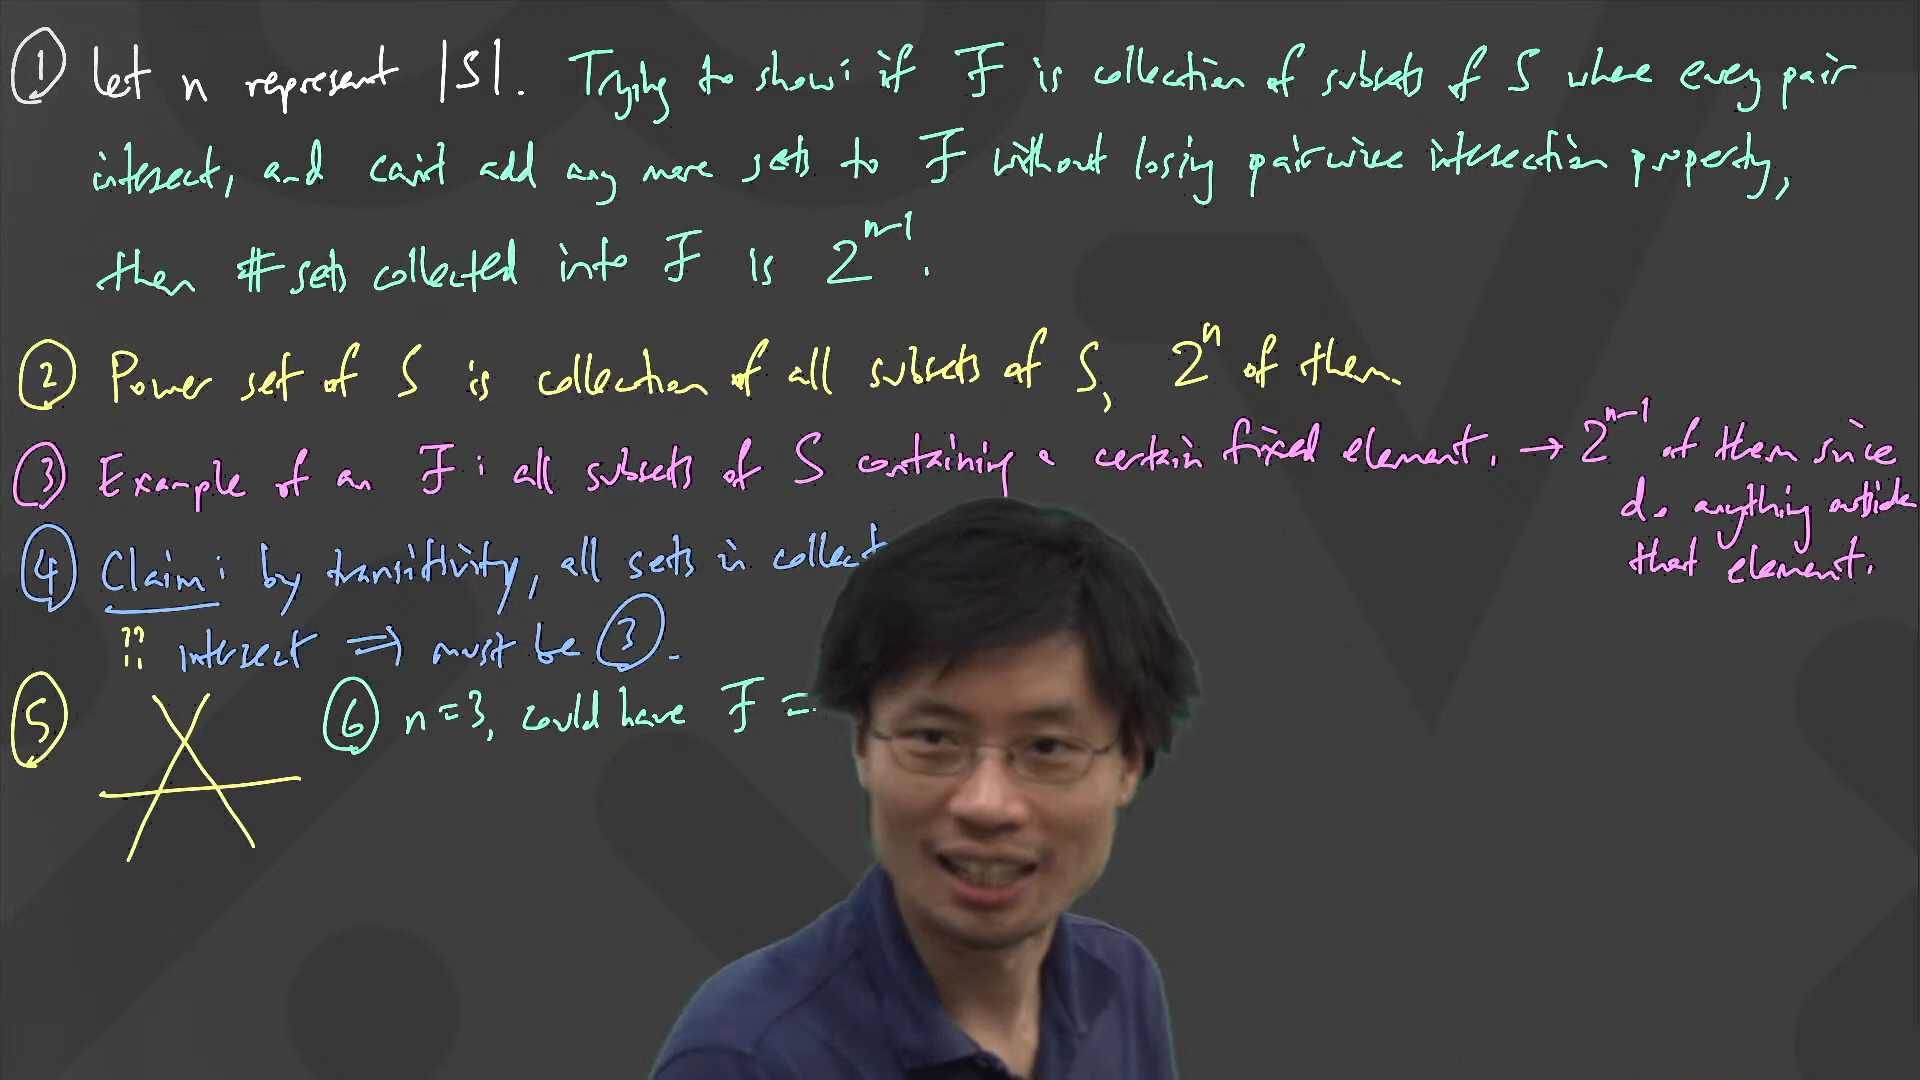 ① Let n represent |S|. Trying to show: if F is collection of subsets of S where every pair
intersect, and can't add any more sets to F without losing pairwise intersection property,
then # sets collected into F is 2^{n-1}.
② Power set of S is collection of all subsets of S, 2^n of them.
③ Example of an F: all subsets of S containing a certain fixed element. → 2^{n-1} of them since
do anything outside
that element.
④ Claim: by transitivity, all sets in collect
?? intersect ⇒ must be ③.
⑤
⑥ n=3, could have F =